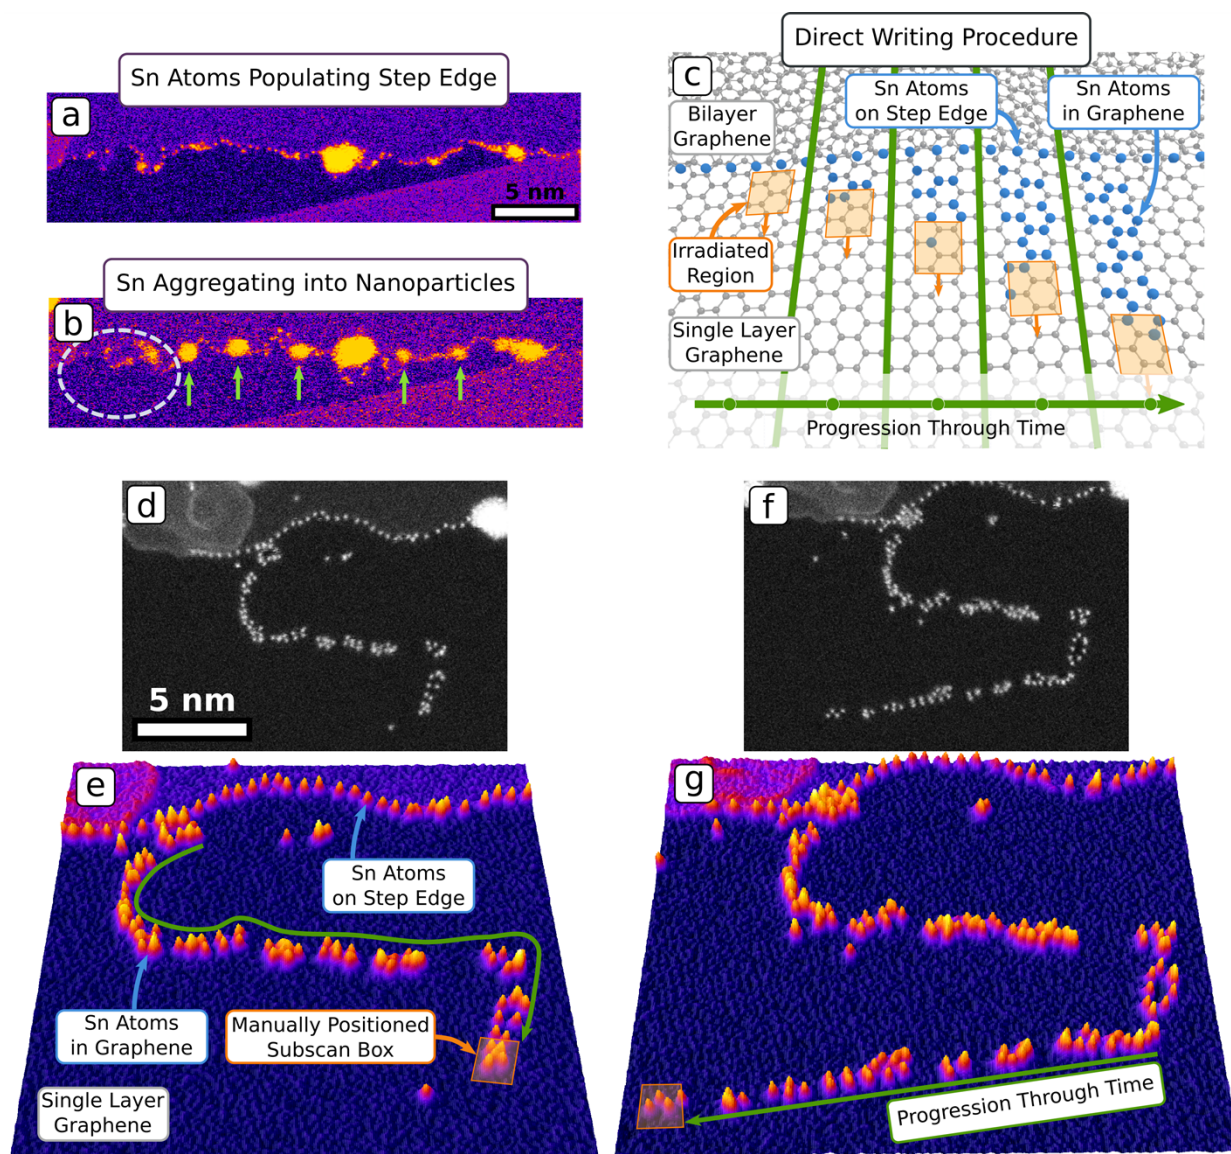 Sn Atoms Populating Step Edge
a
5 nm
Sn Aggregating into Nanoparticles
b
Direct Writing Procedure
c
Bilayer
Graphene
Sn Atoms
on Step Edge
Sn Atoms
in Graphene
Irradiated
Region
Single Layer
Graphene
Progression Through Time
d
5 nm
f
e
Sn Atoms
on Step Edge
Sn Atoms
in Graphene
Manually Positioned
Subscan Box
Single Layer
Graphene
g
Progression Through Time